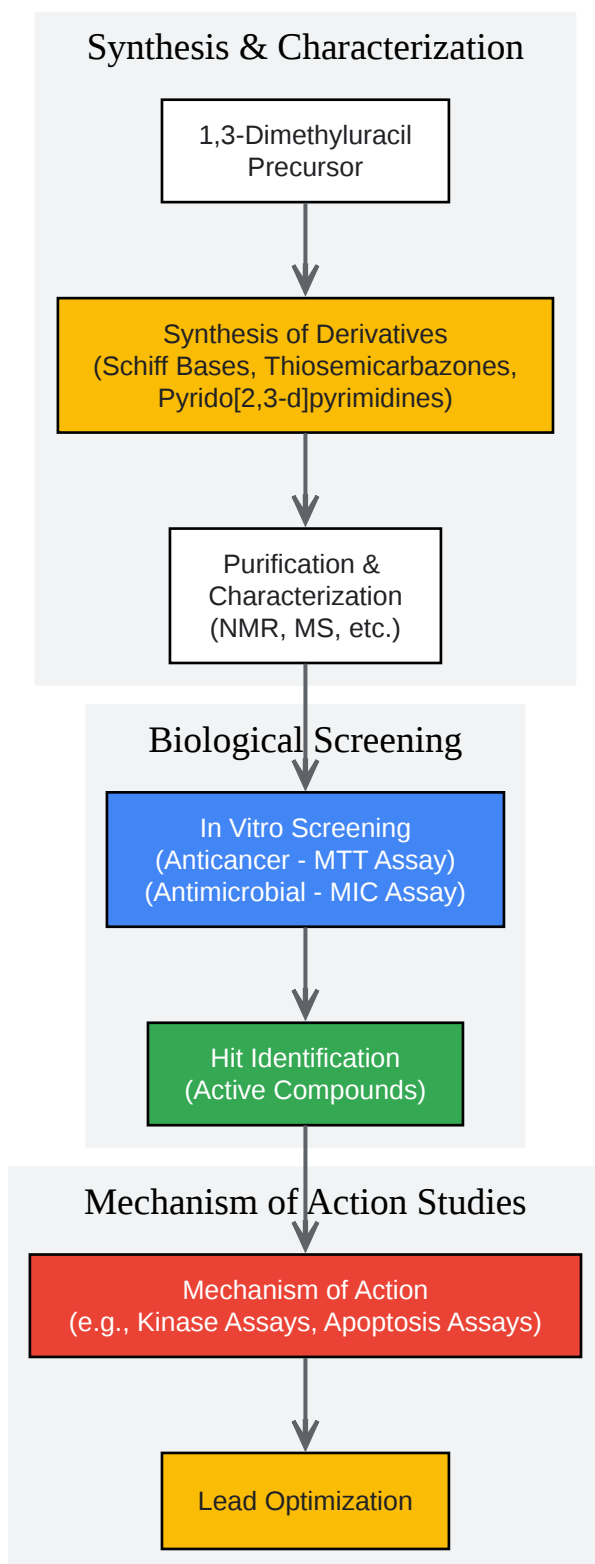 Synthesis & Characterization
1,3-Dimethyluracil
Precursor
Synthesis of Derivatives
(Schiff Bases, Thiosemicarbazones,
Pyrido[2,3-d]pyrimidines)
Purification &
Characterization
(NMR, MS, etc.)
Biological Screening
In Vitro Screening
(Anticancer - MTT Assay)
(Antimicrobial - MIC Assay)
Hit Identification
(Active Compounds)
Mechanism of Action Studies
Mechanism of Action
(e.g., Kinase Assays, Apoptosis Assays)
Lead Optimization